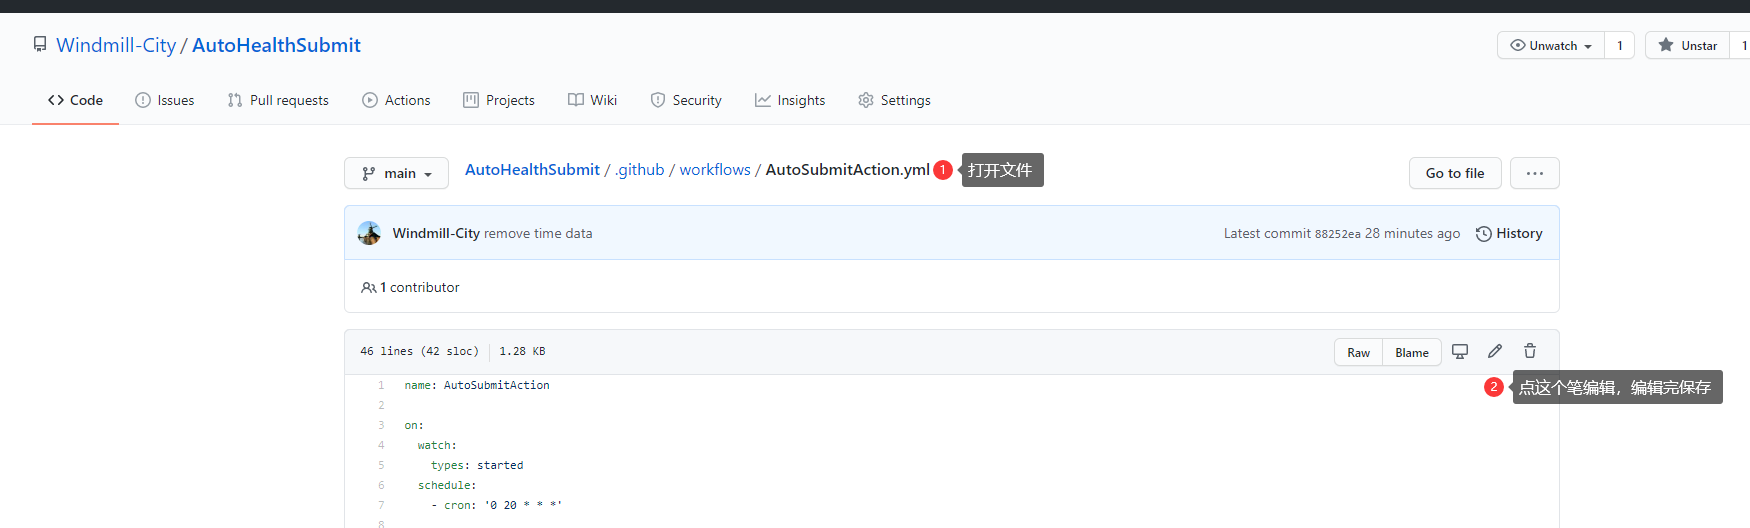 Windmill-City / AutoHealthSubmit
Unwatch 1 Unstar 1
Code Issues Pull requests Actions Projects Wiki Security Insights Settings
main AutoHealthSubmit / .github / workflows / AutoSubmitAction.yml 1 打开文件 Go to file ...
Windmill-City remove time data Latest commit 88252ea 28 minutes ago History
1 contributor
46 lines (42 sloc) 1.28 KB Raw Blame
2 点这个笔编辑，编辑完保存
1 name: AutoSubmitAction
2
3 on:
4 watch:
5 types: started
6 schedule:
7 - cron: '0 20 * * *'
8